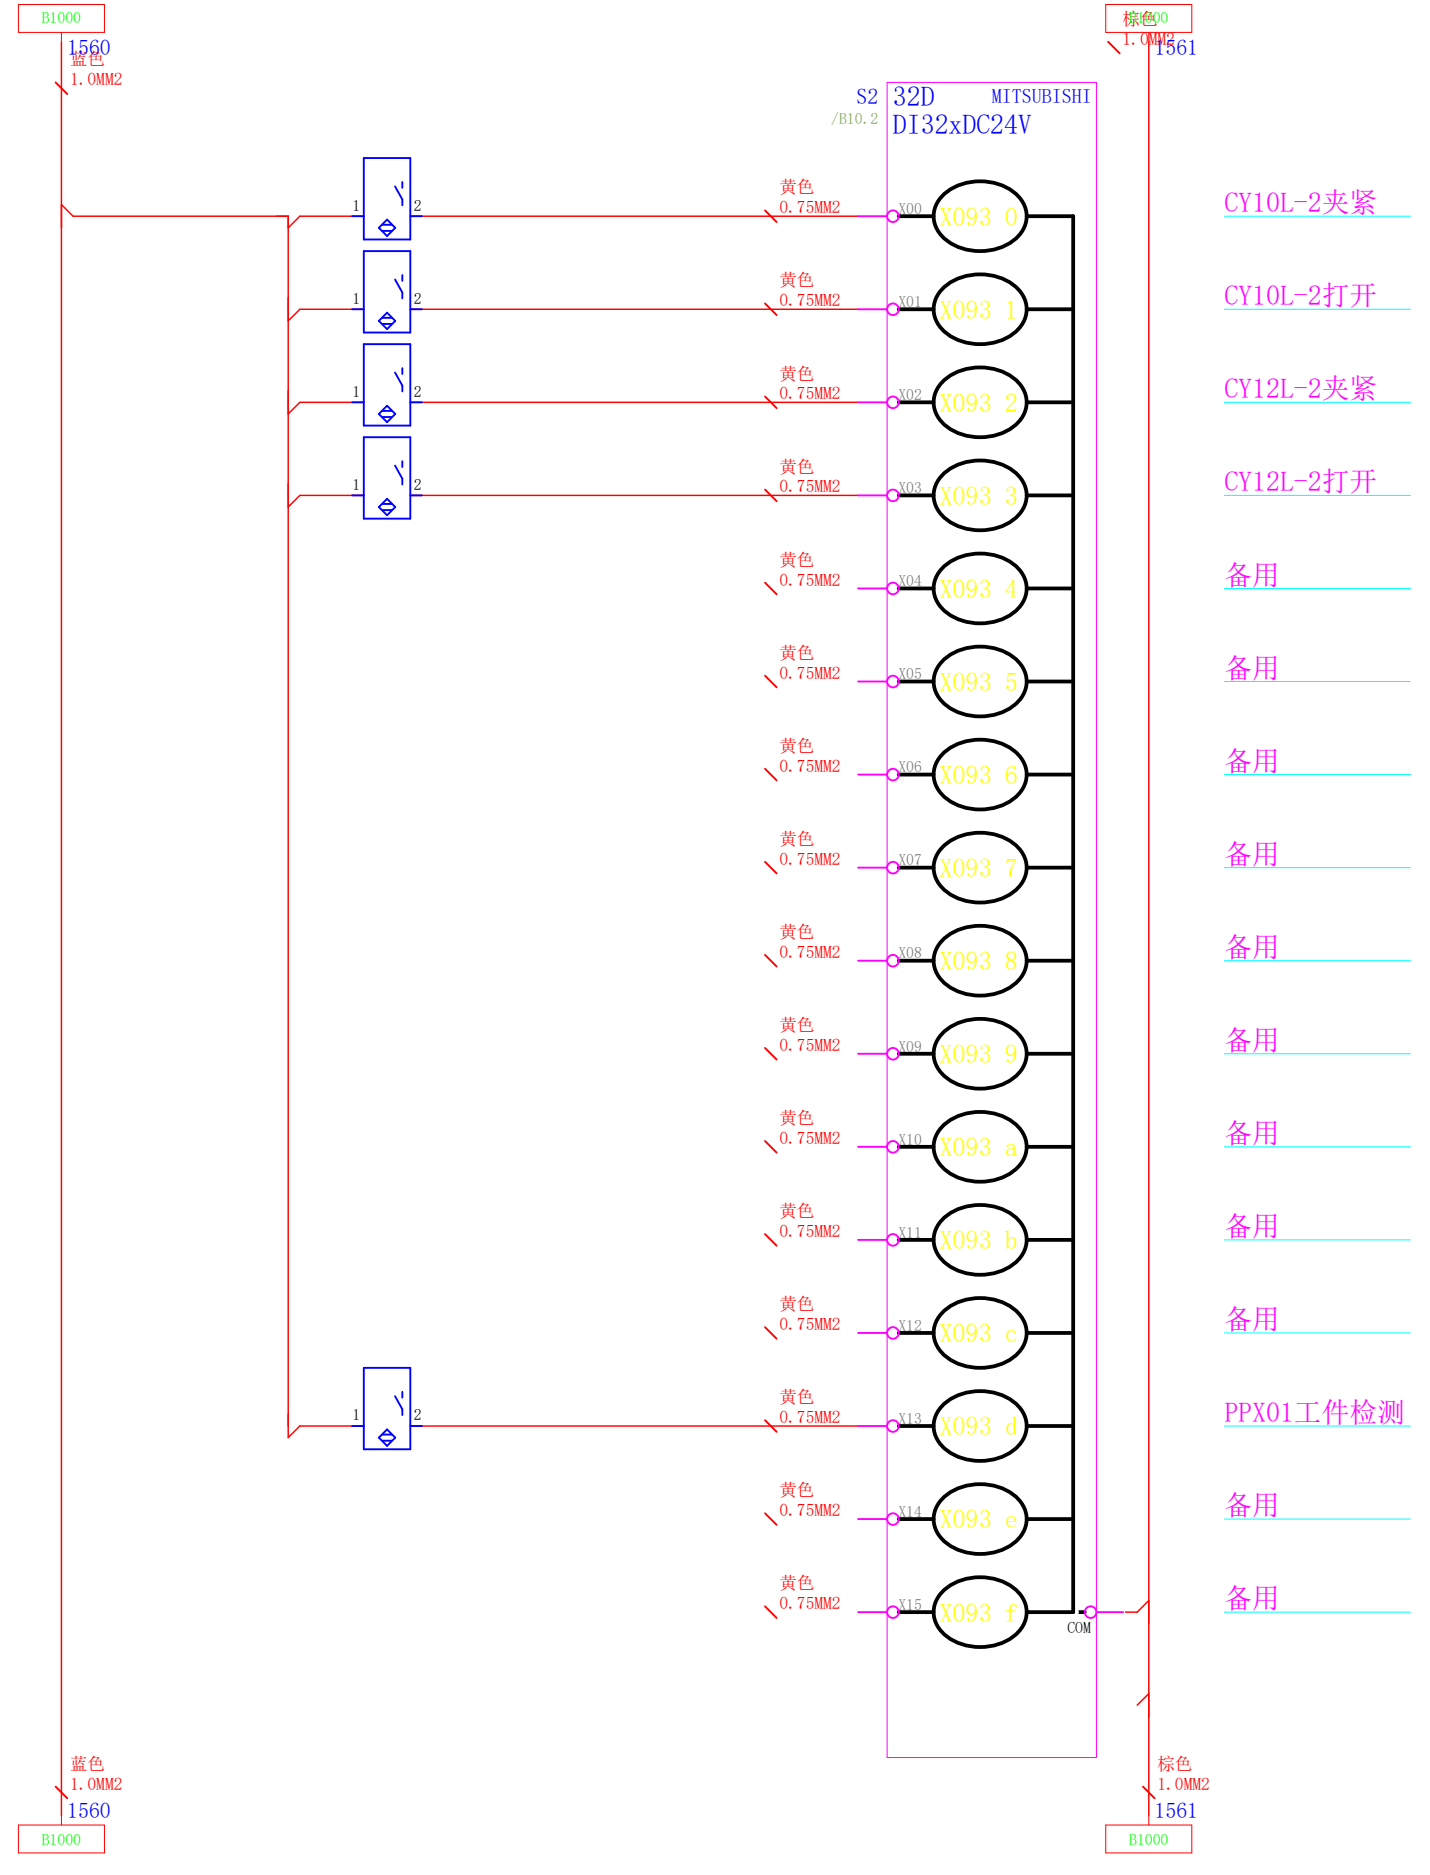 B1000
1560
蓝色
1.0MM2
棕色
1.0MM2
1561
S2
/B10.2
32D
MITSUBISHI
DI32xDC24V
1
2
黄色
0.75MM2
X00
X093 0
CY10L-2夹紧
1
2
黄色
0.75MM2
X01
X093 1
CY10L-2打开
1
2
黄色
0.75MM2
X02
X093 2
CY12L-2夹紧
1
2
黄色
0.75MM2
X03
X093 3
CY12L-2打开
黄色
0.75MM2
X04
X093 4
备用
黄色
0.75MM2
X05
X093 5
备用
黄色
0.75MM2
X06
X093 6
备用
黄色
0.75MM2
X07
X093 7
备用
黄色
0.75MM2
X08
X093 8
备用
黄色
0.75MM2
X09
X093 9
备用
黄色
0.75MM2
X10
X093 a
备用
黄色
0.75MM2
X11
X093 b
备用
黄色
0.75MM2
X12
X093 c
备用
1
2
黄色
0.75MM2
X13
X093 d
PPX01工件检测
黄色
0.75MM2
X14
X093 e
备用
黄色
0.75MM2
X15
X093 f
COM
备用
蓝色
1.0MM2
1560
B1000
棕色
1.0MM2
1561
B1000